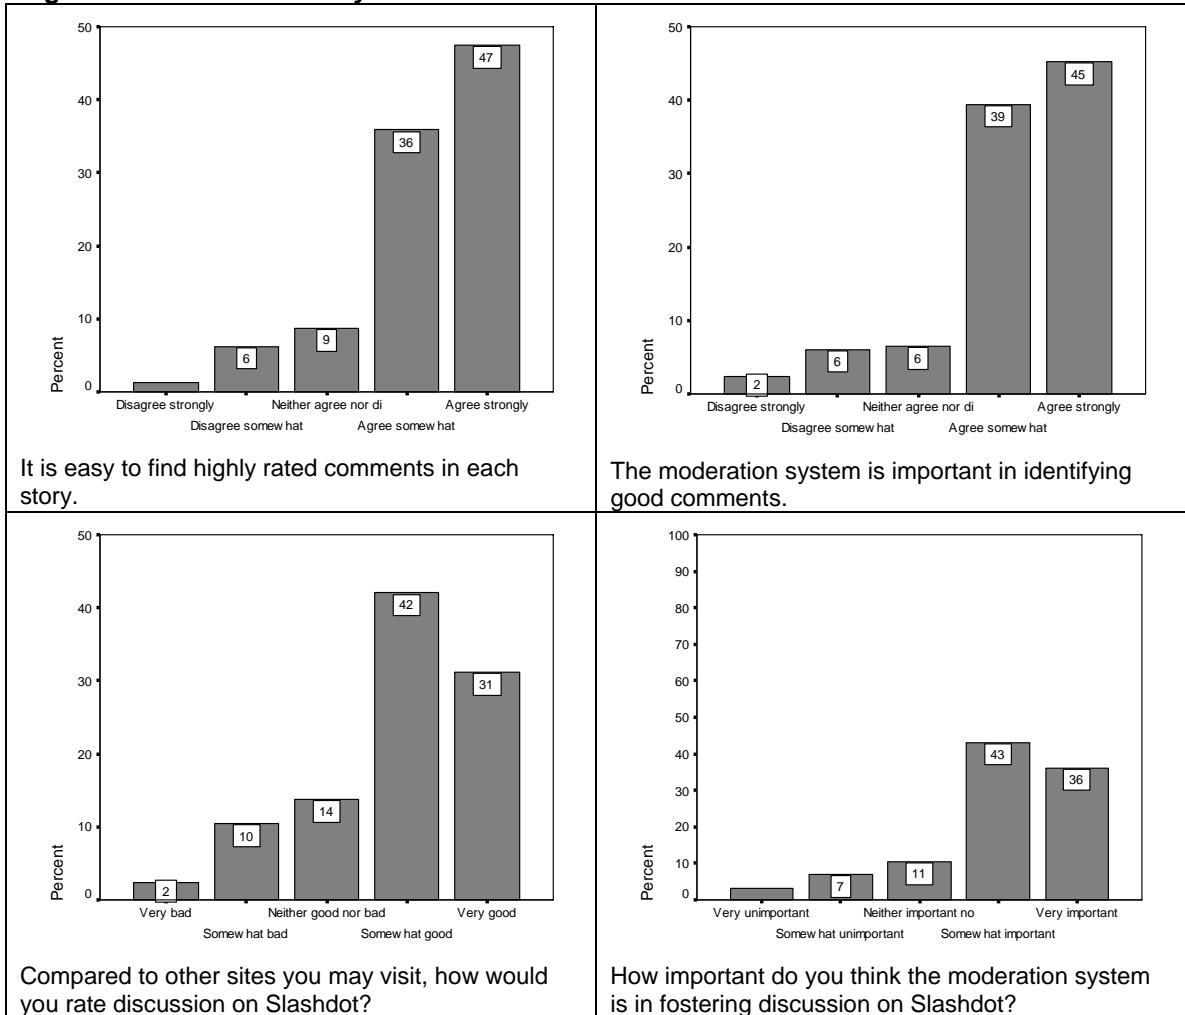 50
40
30
20
10
0
Percent
47
36
9
6
Disagree strongly
Neither agree nor di
Agree strongly
Disagree somew hat
Agree somew hat
It is easy to find highly rated comments in each
story.
50
40
30
20
10
0
Percent
45
39
6
6
2
Disagree strongly
Neither agree nor di
Agree strongly
Disagree somew hat
Agree somew hat
The moderation system is important in identifying
good comments.
50
40
30
20
10
0
Percent
42
31
14
10
2
Very bad
Neither good nor bad
Very good
Somew hat bad
Somew hat good
Compared to other sites you may visit, how would
you rate discussion on Slashdot?
100
90
80
70
60
50
40
30
20
10
0
Percent
43
36
11
7
Very unimportant
Neither important no
Very important
Somew hat unimportant
Somew hat important
How important do you think the moderation system
is in fostering discussion on Slashdot?